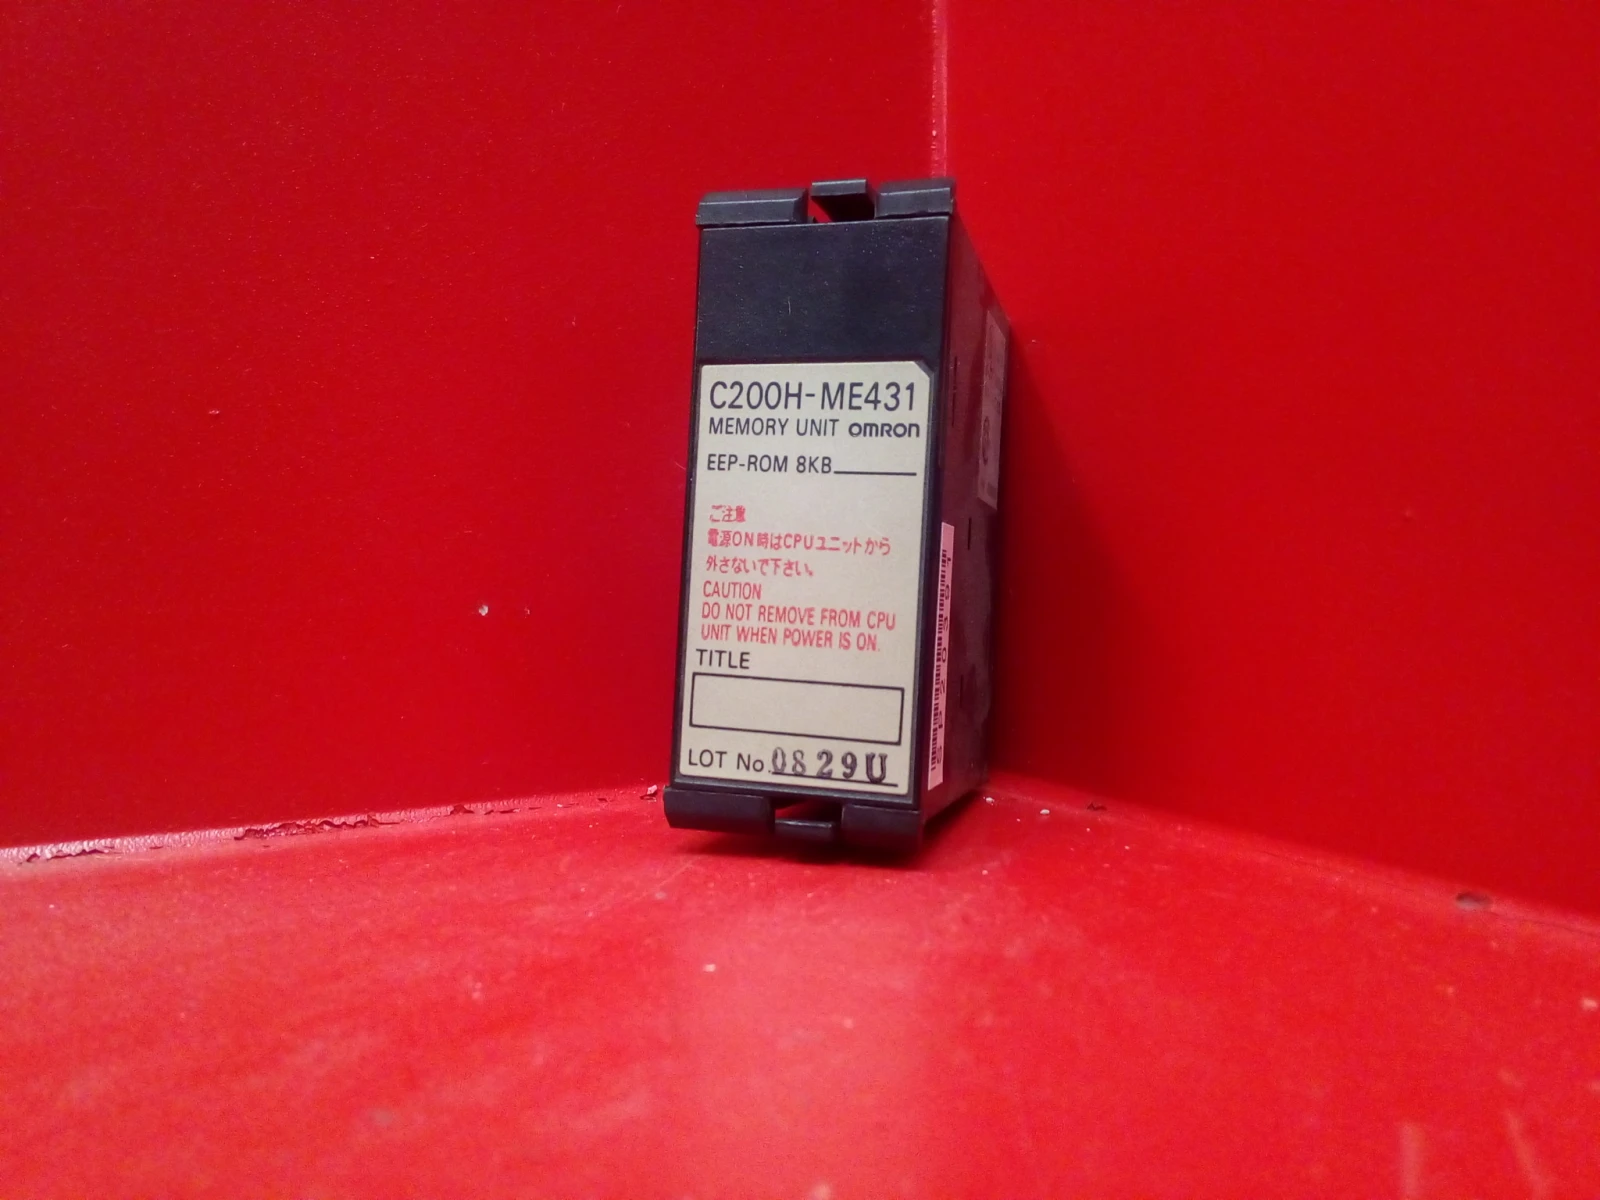 C200H-ME431
MEMORY UNIT OMRON
EEP-ROM 8KB
ご注意
電源ON時はCPUユニットから
外さないで下さい。
CAUTION
DO NOT REMOVE FROM CPU
UNIT WHEN POWER IS ON.
TITLE
LOT No. 0829U